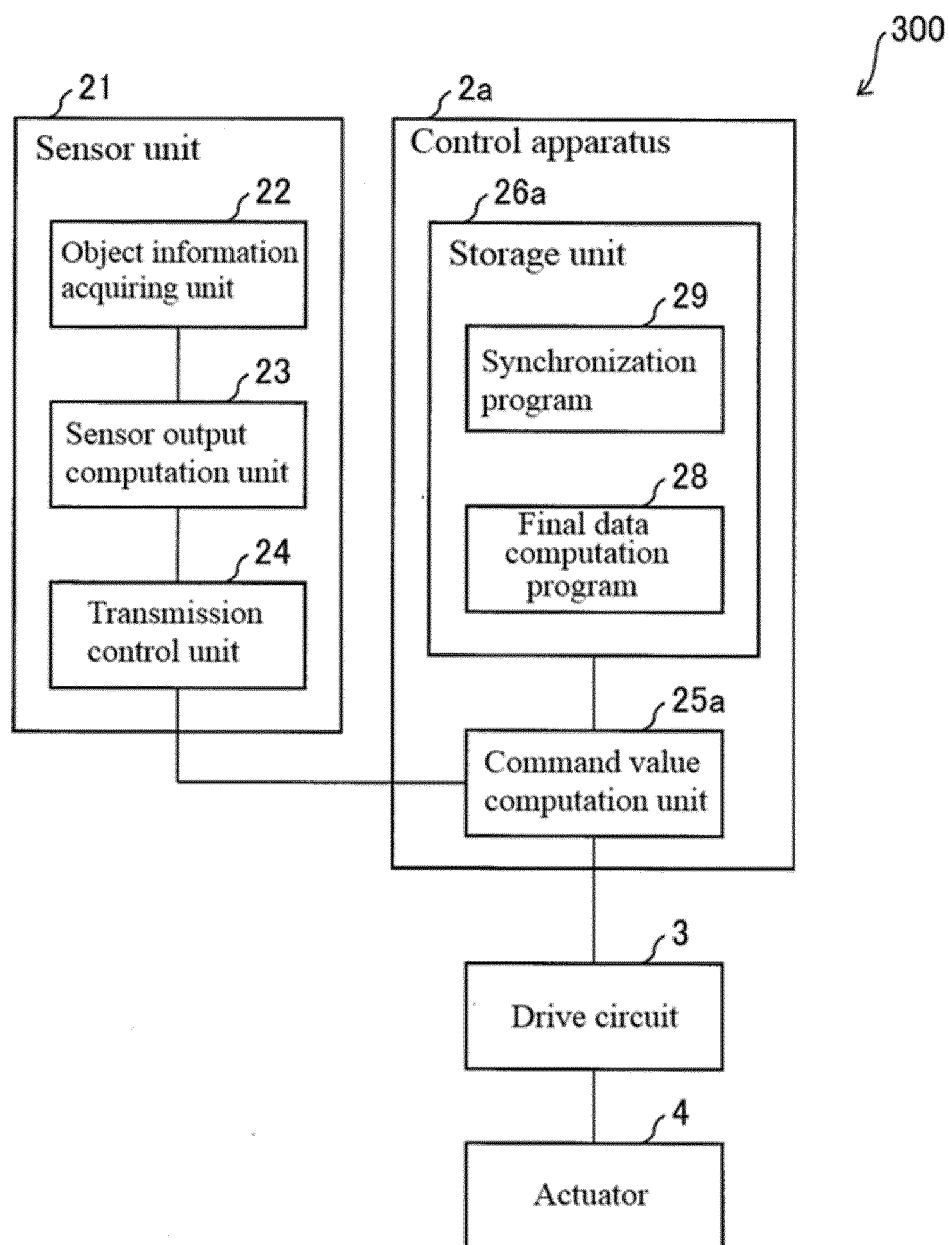 300
21
Sensor unit
22
Object information
acquiring unit
23
Sensor output
computation unit
24
Transmission
control unit
2a
Control apparatus
26a
Storage unit
29
Synchronization
program
28
Final data
computation
program
25a
Command value
computation unit
3
Drive circuit
4
Actuator